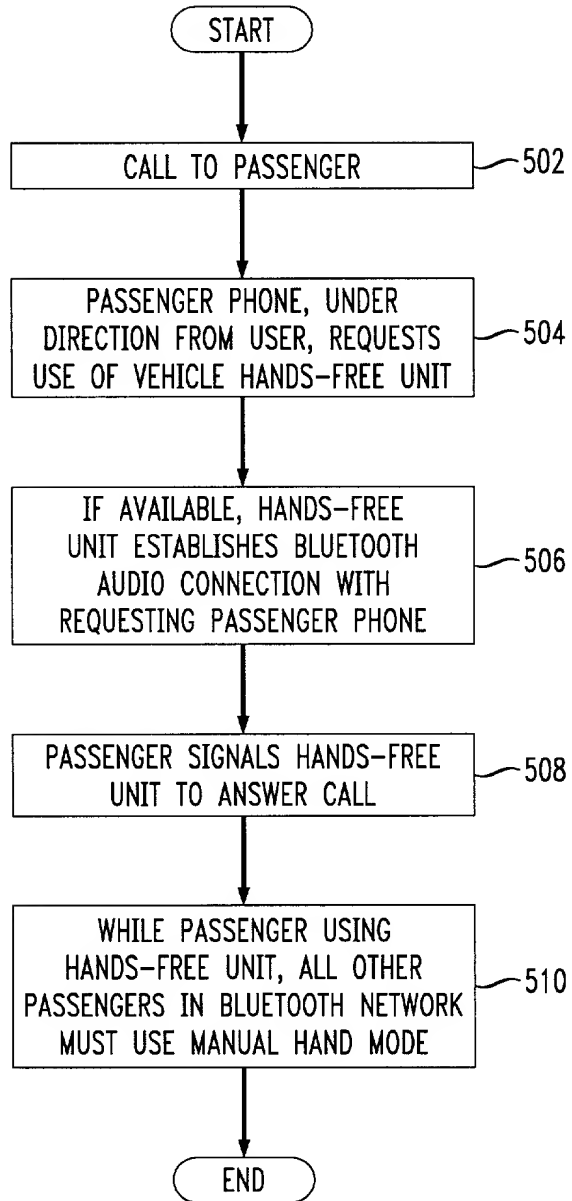 START
CALL TO PASSENGER
502
PASSENGER PHONE, UNDER
DIRECTION FROM USER, REQUESTS
USE OF VEHICLE HANDS-FREE UNIT
504
IF AVAILABLE, HANDS-FREE
UNIT ESTABLISHES BLUETOOTH
AUDIO CONNECTION WITH
REQUESTING PASSENGER PHONE
506
PASSENGER SIGNALS HANDS-FREE
UNIT TO ANSWER CALL
508
WHILE PASSENGER USING
HANDS-FREE UNIT, ALL OTHER
PASSENGERS IN BLUETOOTH NETWORK
MUST USE MANUAL HAND MODE
510
END